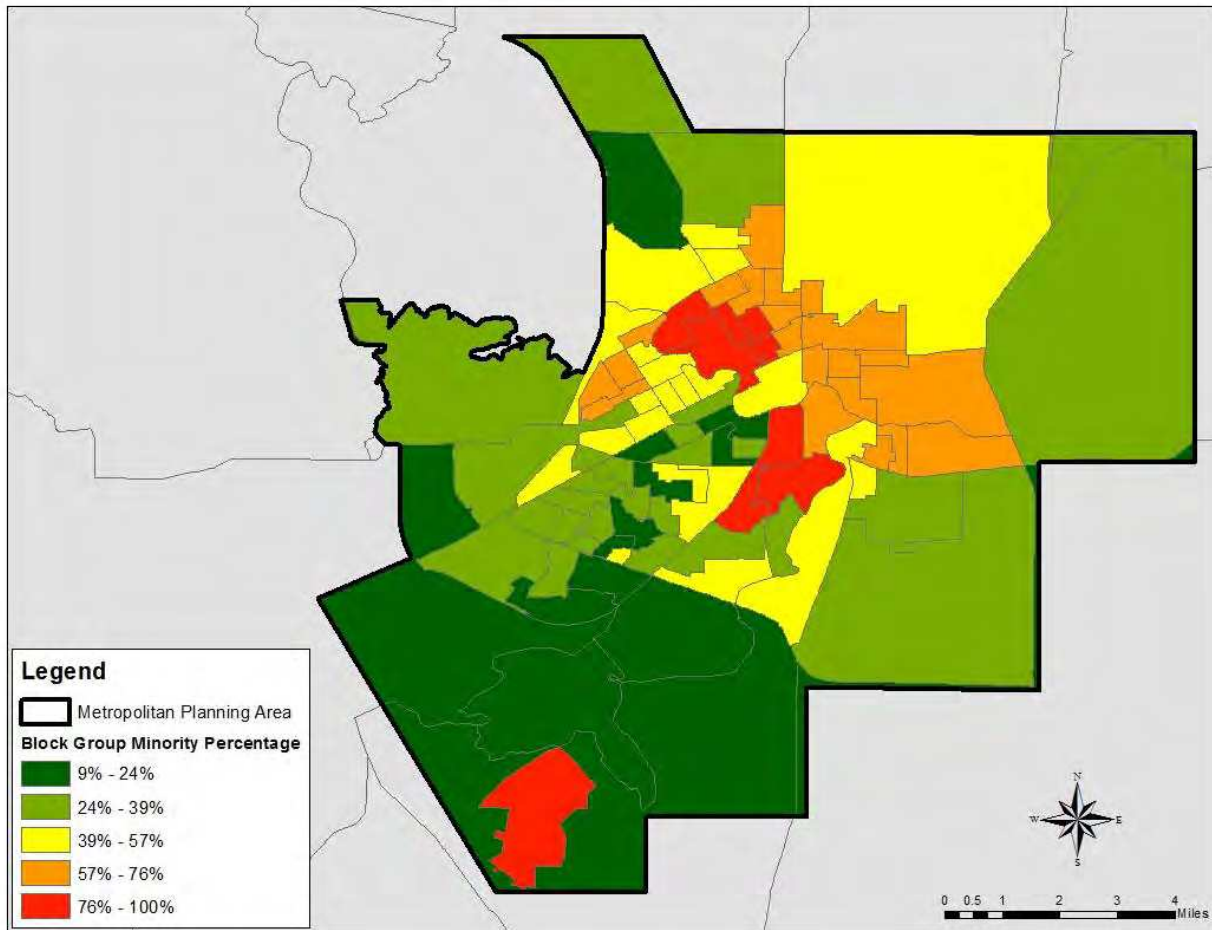 Legend
Metropolitan Planning Area
Block Group Minority Percentage
9% - 24%
24% - 39%
39% - 57%
57% - 76%
76% - 100%
N
W E
S
0 0.5 1 2 3 4
Miles